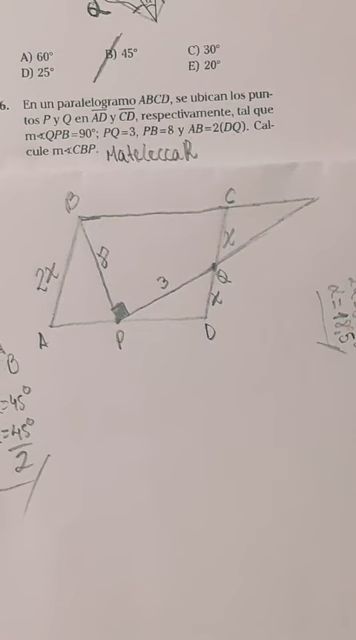 Q
A) 60° B) 45° C) 30°
D) 25° E) 20°
6. En un paralelogramo ABCD, se ubican los pun-
tos P y Q en AD y CD, respectivamente, tal que
m∢QPB=90°; PQ=3, PB=8 y AB=2(DQ). Cal-
cule m∢CBP. MateleccaR
B C
2x 8 x
3 Q
x
A P D
B
=45°
=45°
2
x=18.5